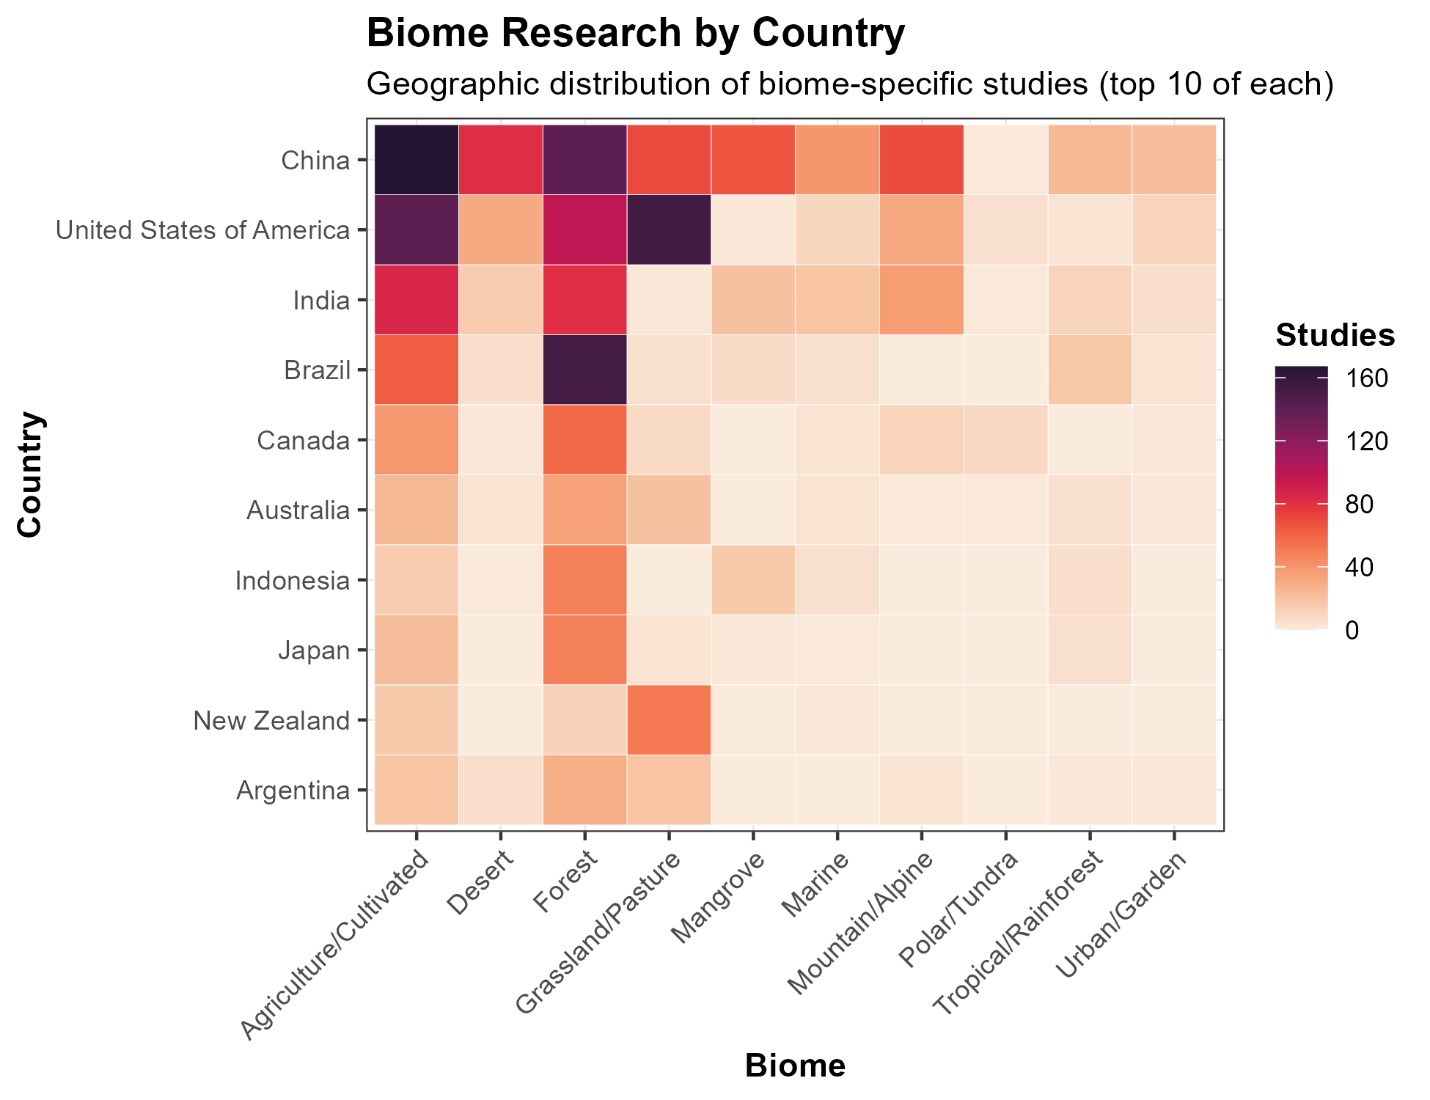 Biome Research by Country
Geographic distribution of biome-specific studies (top 10 of each)
Country
China
United States of America
India
Brazil
Canada
Australia
Indonesia
Japan
New Zealand
Argentina
Agriculture/Cultivated
Desert
Forest
Grassland/Pasture
Mangrove
Marine
Mountain/Alpine
Polar/Tundra
Tropical/Rainforest
Urban/Garden
Biome
Studies
160
120
80
40
0